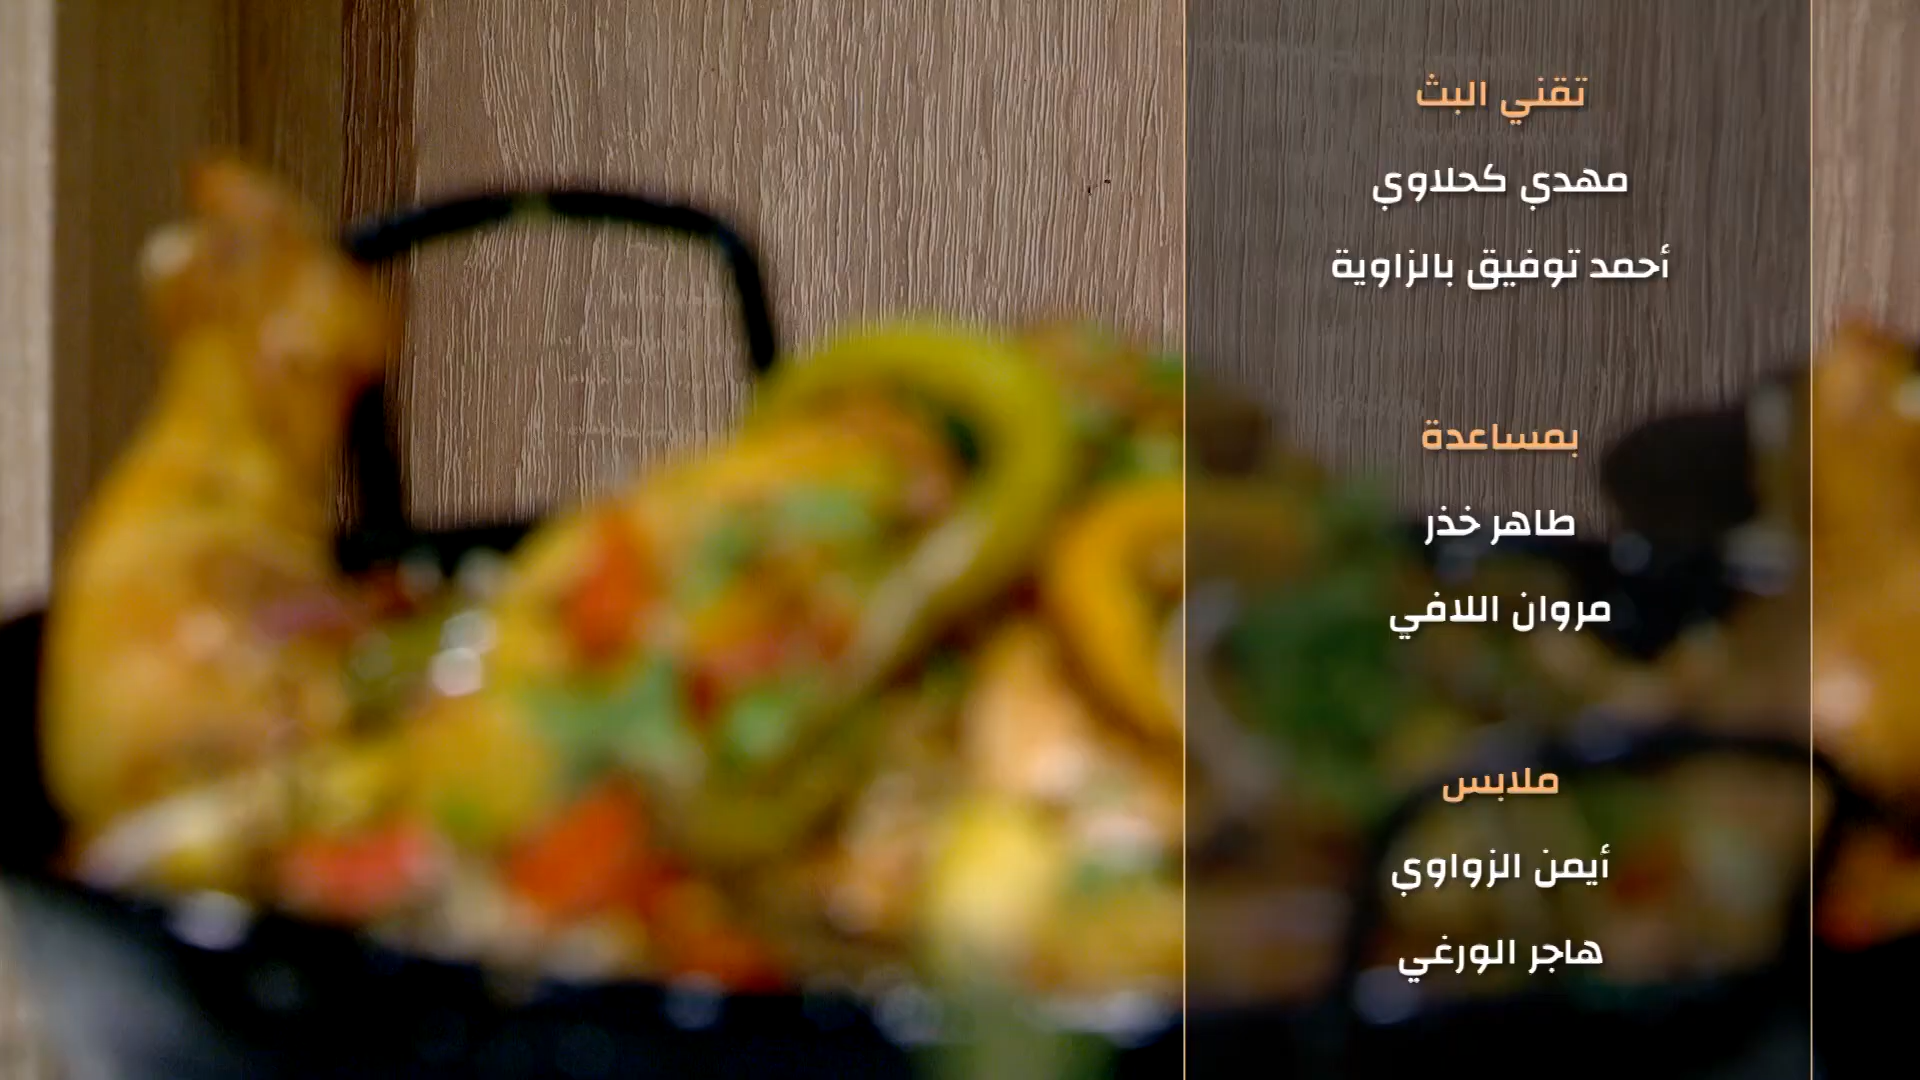 تقني البث
مهدي كحلاوي
أحمد توفيق بالزاوية
بمساعدة
طاهر خذر
مروان اللافي
ملابس
أيمن الزواوي
هاجر الورغي